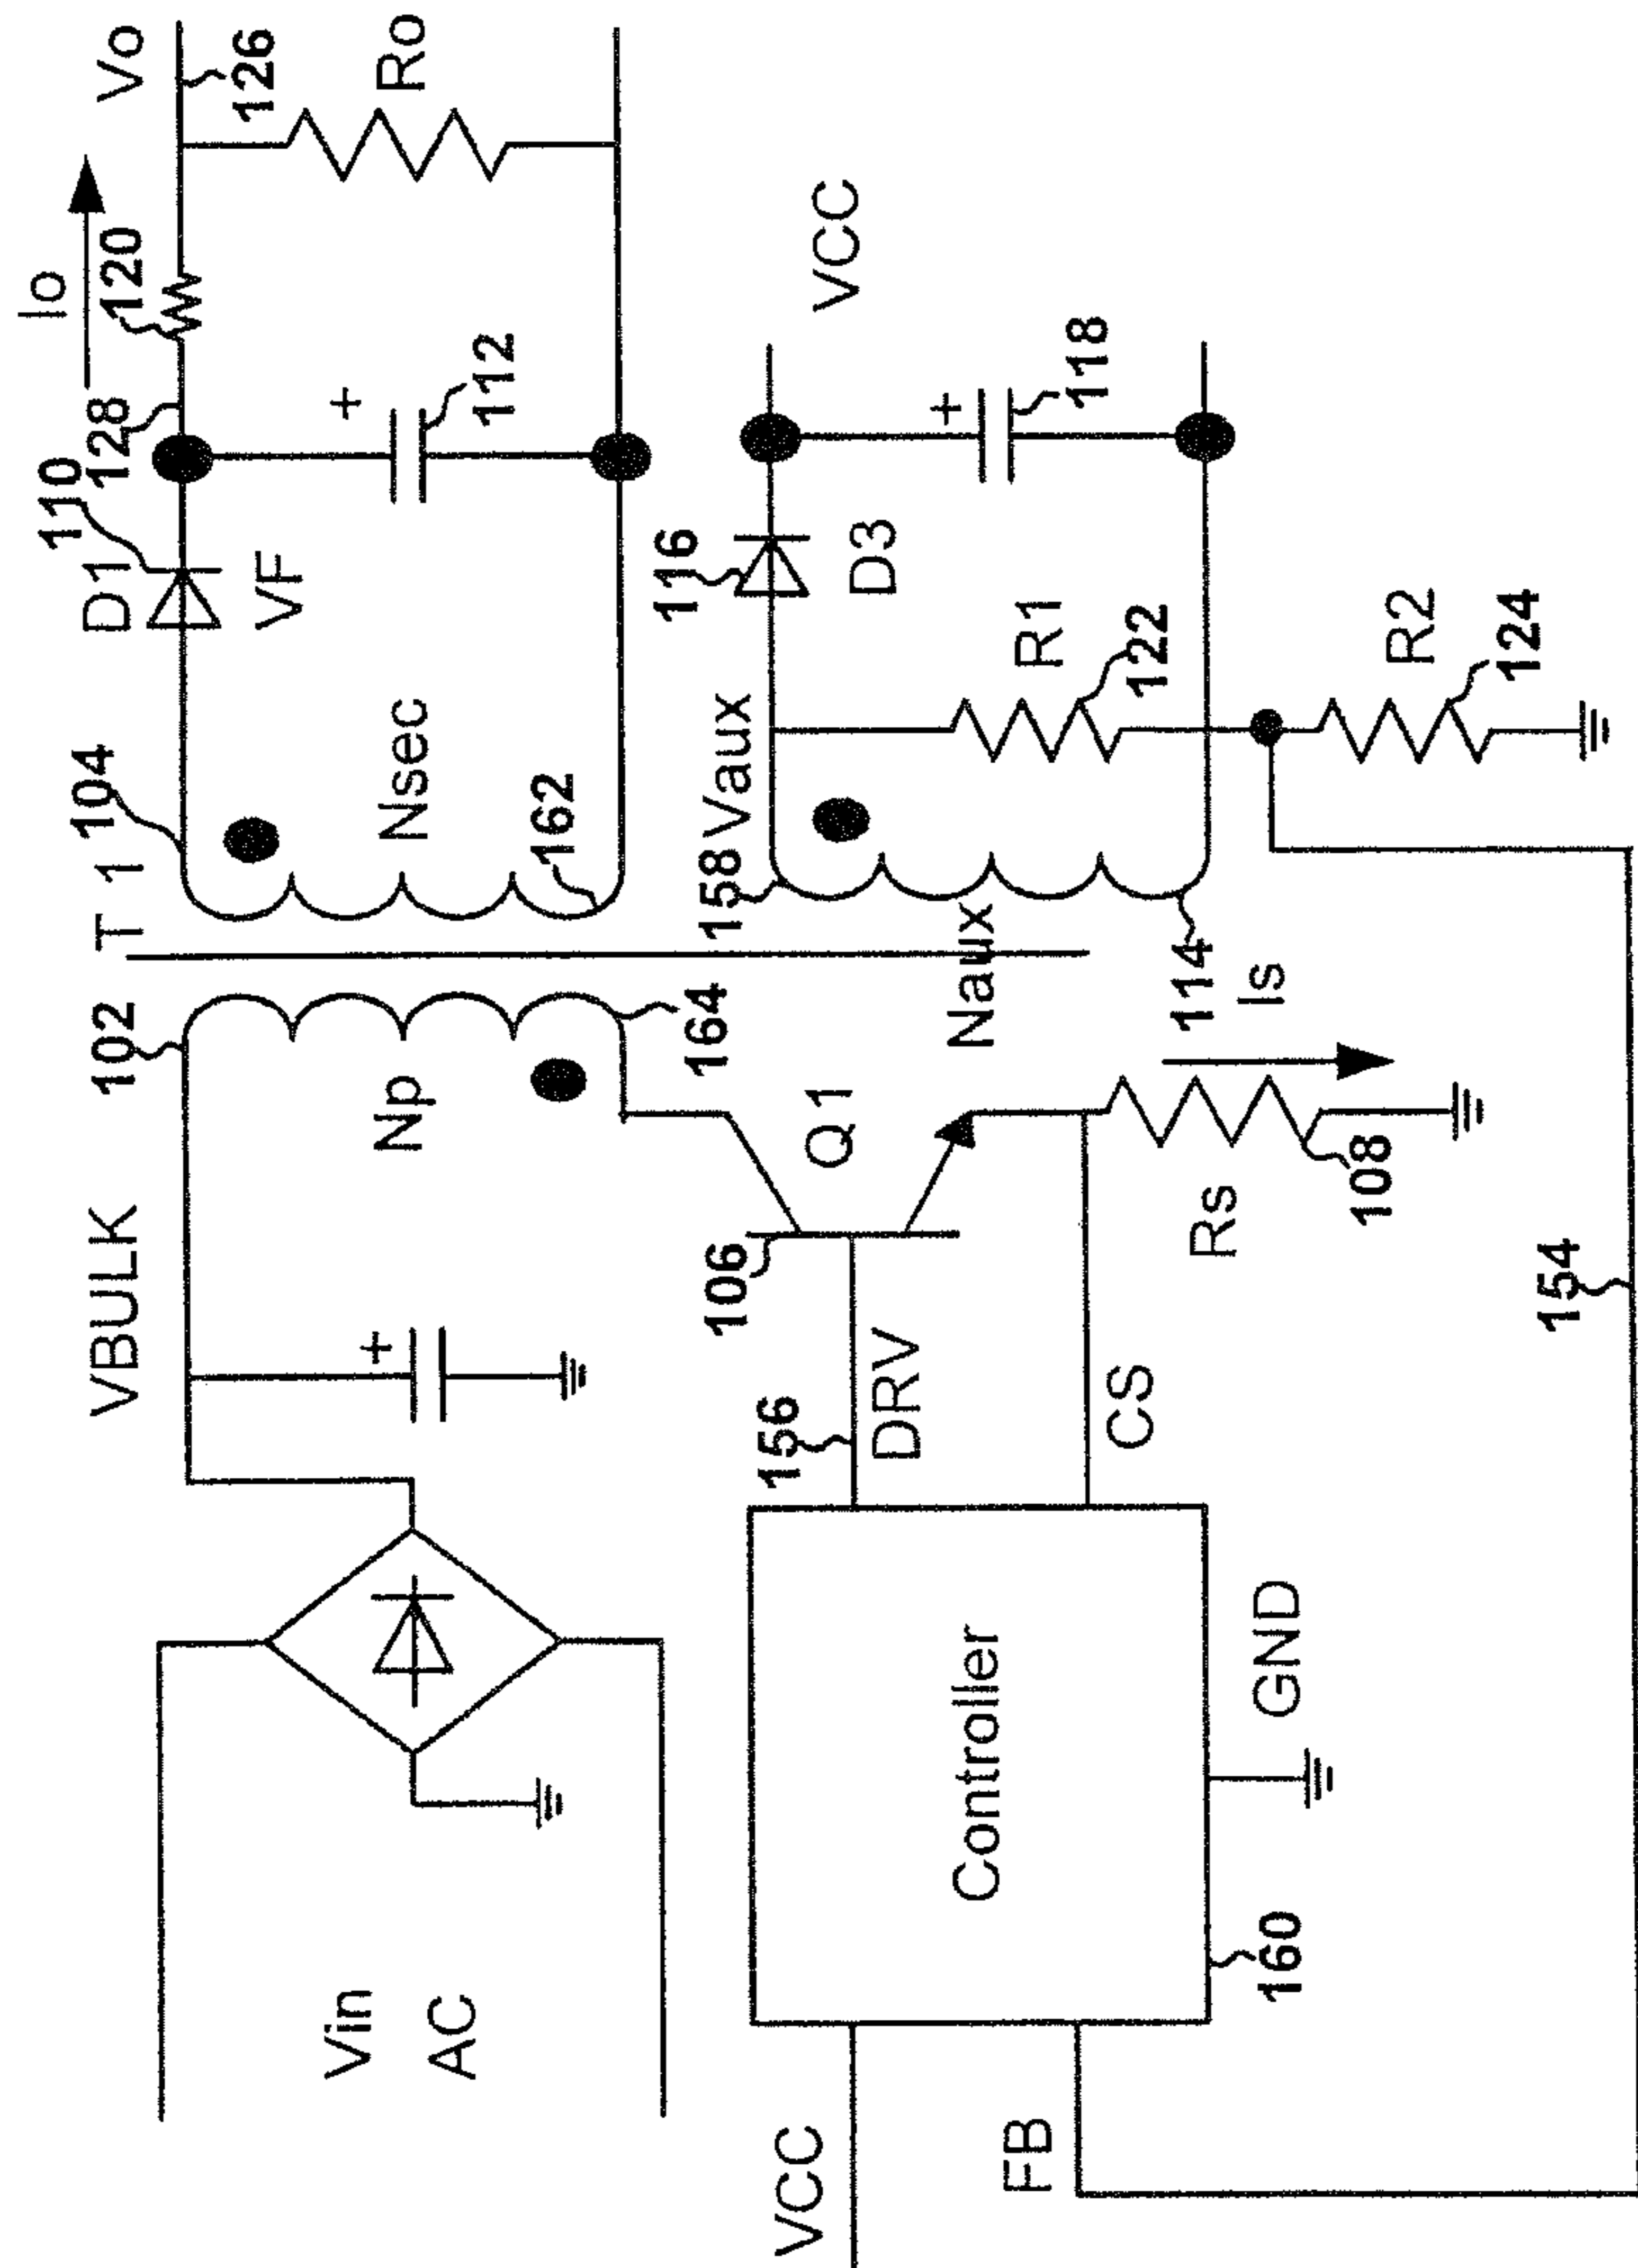 Vin
AC
VBULK
102
Np
164
T 1
104
Nsec
162
D1
110
VF
128
Io
120
112
Vo
126
Ro
VCC
FB
Controller
160
GND
156
DRV
CS
106
Q1
Rs
108
Is
Naux
114
158
Vaux
116
D3
R1
122
118
VCC
R2
124
154
+
+
+